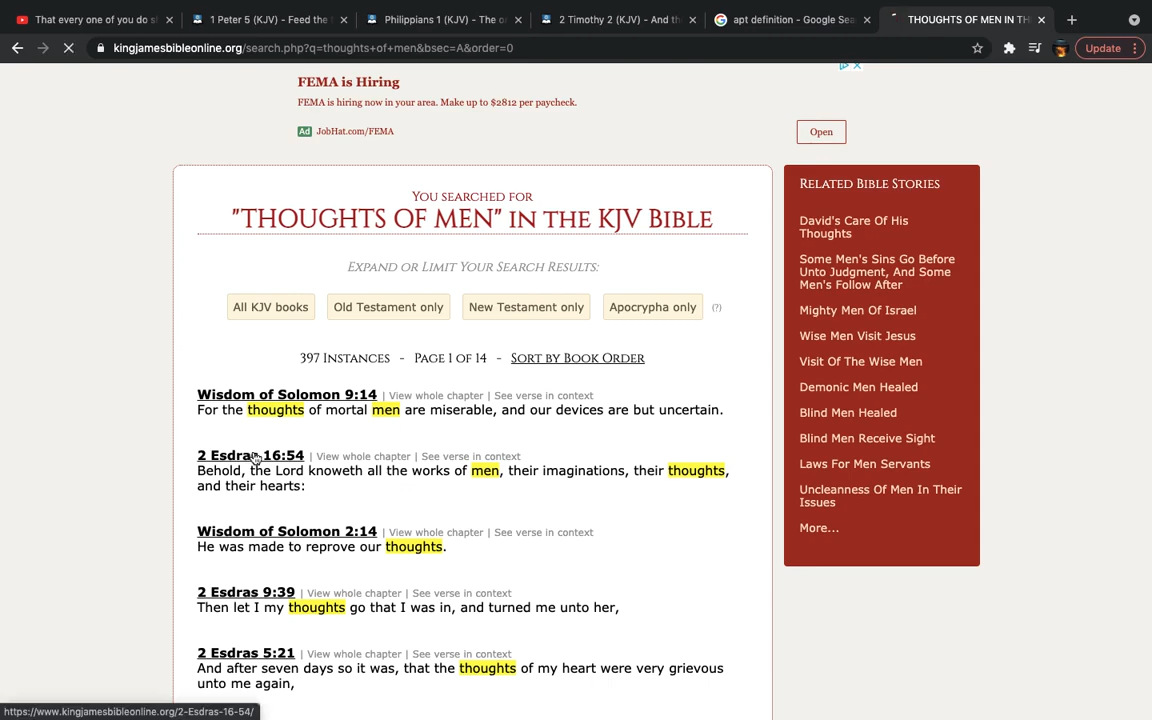 That every one of you do s
1 Peter 5 (KJV) - Feed the
Philippians 1 (KJV) - The o
2 Timothy 2 (KJV) - And th
apt definition - Google Sea
THOUGHTS OF MEN IN TH
kingjamesbibleonline.org/search.php?q=thoughts+of+men&bsec=A&order=0
Update
FEMA is Hiring
FEMA is hiring now in your area. Make up to $2812 per paycheck.
Ad JobHat.com/FEMA
Open
YOU SEARCHED FOR
"THOUGHTS OF MEN" IN THE KJV BIBLE
EXPAND OR LIMIT YOUR SEARCH RESULTS:
All KJV books
Old Testament only
New Testament only
Apocrypha only
(?)
397 INSTANCES - PAGE 1 OF 14 - SORT BY BOOK ORDER
Wisdom of Solomon 9:14 | View whole chapter | See verse in context
For the thoughts of mortal men are miserable, and our devices are but uncertain.
2 Esdras 16:54 | View whole chapter | See verse in context
Behold, the Lord knoweth all the works of men, their imaginations, their thoughts,
and their hearts:
Wisdom of Solomon 2:14 | View whole chapter | See verse in context
He was made to reprove our thoughts.
2 Esdras 9:39 | View whole chapter | See verse in context
Then let I my thoughts go that I was in, and turned me unto her,
2 Esdras 5:21 | View whole chapter | See verse in context
And after seven days so it was, that the thoughts of my heart were very grievous
unto me again,
RELATED BIBLE STORIES
David's Care Of His
Thoughts
Some Men's Sins Go Before
Unto Judgment, And Some
Men's Follow After
Mighty Men Of Israel
Wise Men Visit Jesus
Visit Of The Wise Men
Demonic Men Healed
Blind Men Healed
Blind Men Receive Sight
Laws For Men Servants
Uncleanness Of Men In Their
Issues
More...
https://www.kingjamesbibleonline.org/2-Esdras-16-54/